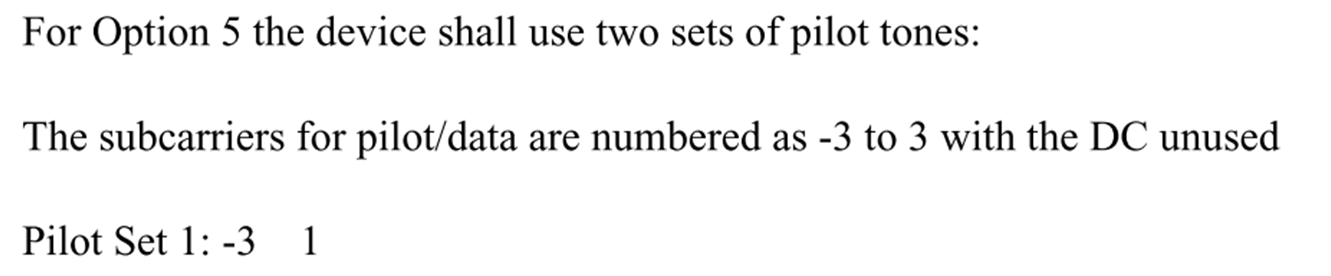 For Option 5 the device shall use two sets of pilot tones:
The subcarriers for pilot/data are numbered as -3 to 3 with the DC unused
Pilot Set 1: -3 1